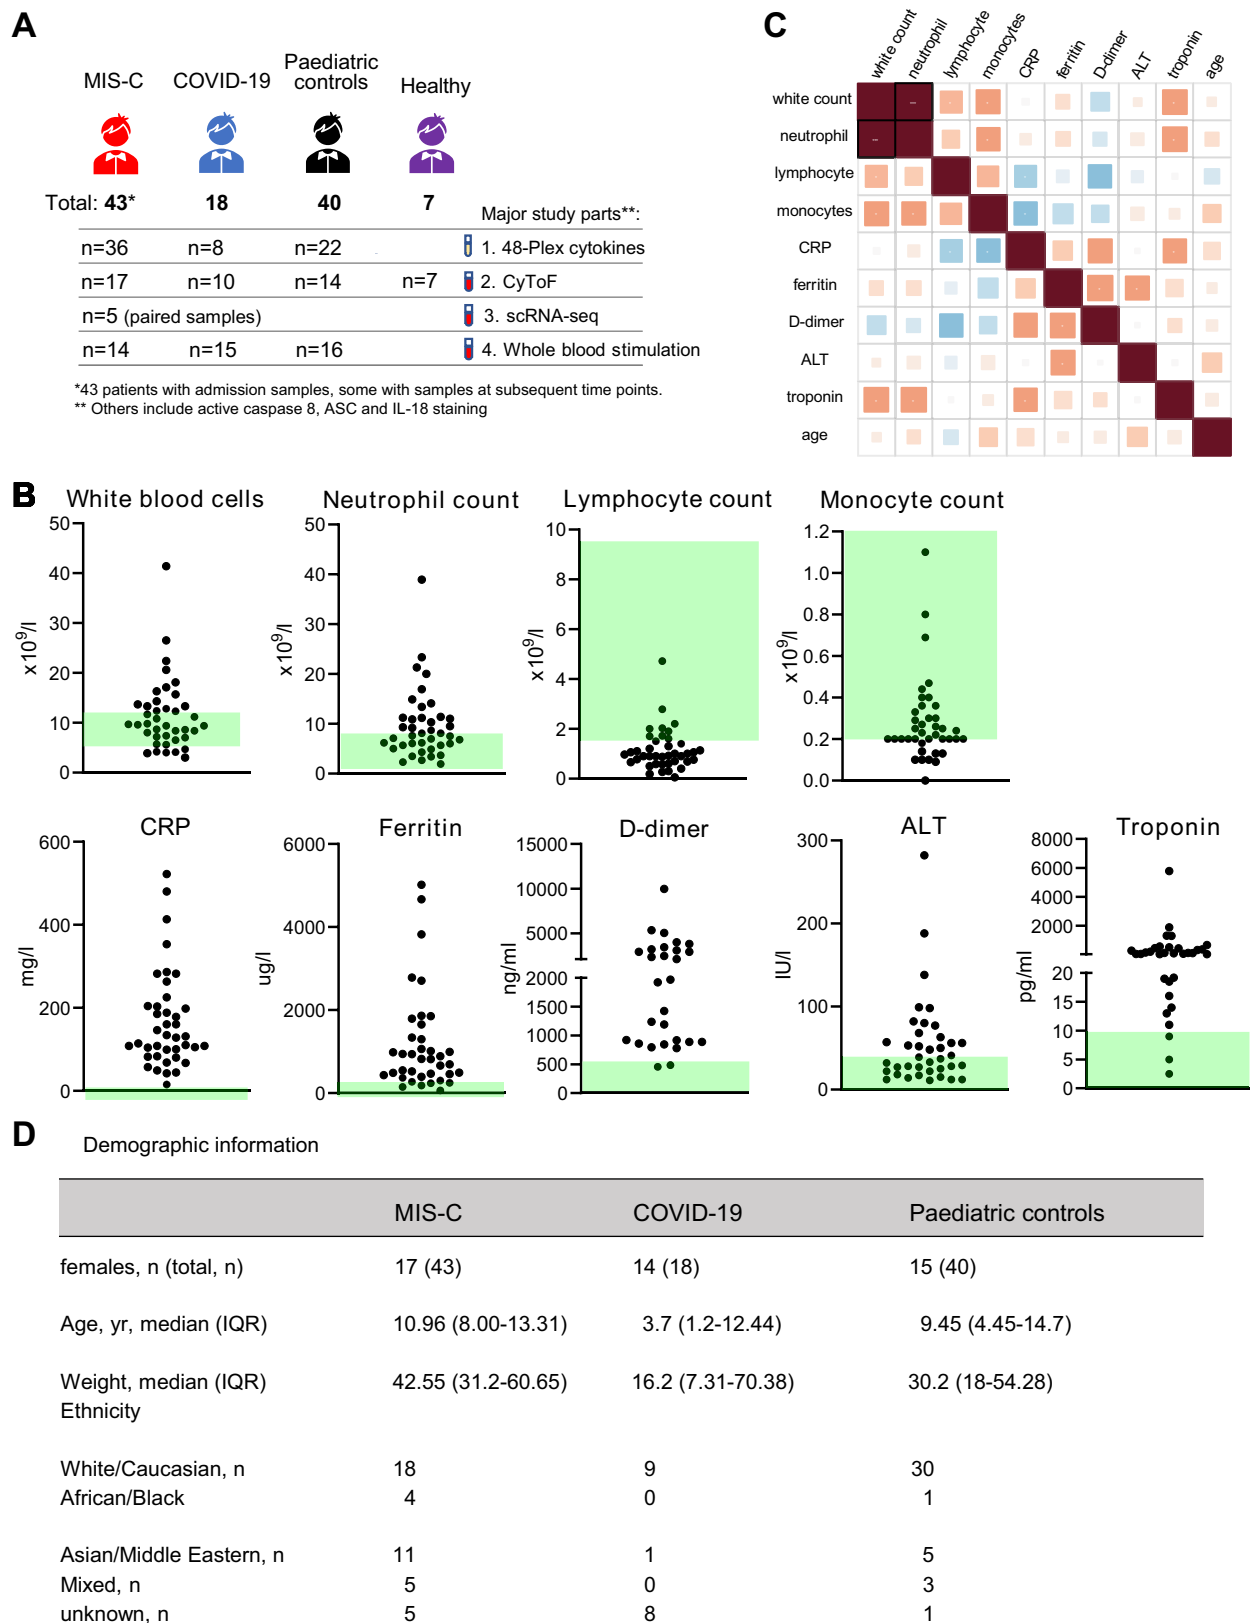 A
MIS-C
COVID-19
Paediatric
controls
Healthy
Total: 43*
18
40
7
Major study parts**:
n=36
n=8
n=22
1. 48-Plex cytokines
n=17
n=10
n=14
n=7
2. CyToF
n=5 (paired samples)
3. scRNA-seq
n=14
n=15
n=16
4. Whole blood stimulation
*43 patients with admission samples, some with samples at subsequent time points.
** Others include active caspase 8, ASC and IL-18 staining
C
white count
neutrophil
lymphocyte
monocytes
CRP
ferritin
D-dimer
ALT
troponin
age
white count
neutrophil
lymphocyte
monocytes
CRP
ferritin
D-dimer
ALT
troponin
age
B
White blood cells
x10⁹/l
50
40
30
20
10
0
Neutrophil count
x10⁹/l
50
40
30
20
10
0
Lymphocyte count
x10⁹/l
10
8
6
4
2
0
Monocyte count
x10⁹/l
1.2
1.0
0.8
0.6
0.4
0.2
0.0
CRP
mg/l
600
400
200
0
Ferritin
ug/l
6000
4000
2000
0
D-dimer
ng/ml
15000
10000
5000
2000
1500
1000
500
0
ALT
IU/l
300
200
100
0
Troponin
pg/ml
8000
6000
4000
2000
20
15
10
5
0
D
Demographic information
MIS-C COVID-19 Paediatric controls
females, n (total, n) 17 (43) 14 (18) 15 (40)
Age, yr, median (IQR) 10.96 (8.00-13.31) 3.7 (1.2-12.44) 9.45 (4.45-14.7)
Weight, median (IQR) 42.55 (31.2-60.65) 16.2 (7.31-70.38) 30.2 (18-54.28)
Ethnicity
White/Caucasian, n 18 9 30
African/Black 4 0 1
Asian/Middle Eastern, n 11 1 5
Mixed, n 5 0 3
unknown, n 5 8 1